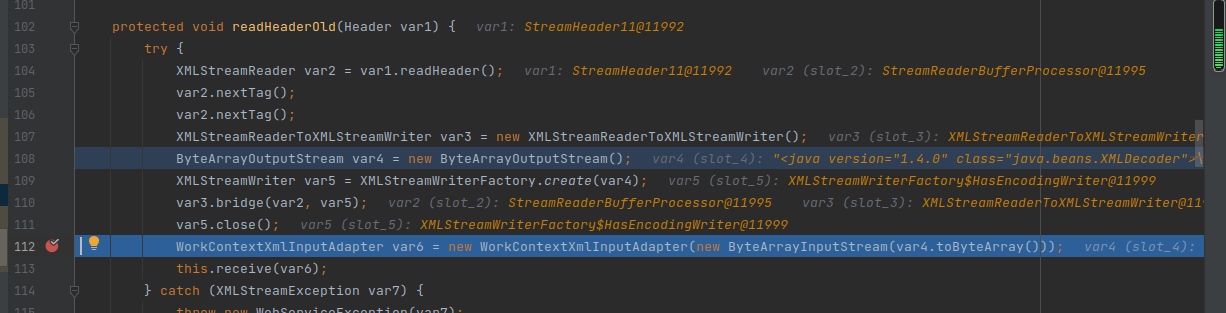 101
102 protected void readHeaderOld(Header var1) { var1: StreamHeader11@11992
103 try {
104 XMLStreamReader var2 = var1.readHeader(); var1: StreamHeader11@11992 var2 (slot_2): StreamReaderBufferProcessor@11995
105 var2.nextTag();
106 var2.nextTag();
107 XMLStreamReaderToXMLStreamWriter var3 = new XMLStreamReaderToXMLStreamWriter(); var3 (slot_3): XMLStreamReaderToXMLStreamWriter
108 ByteArrayOutputStream var4 = new ByteArrayOutputStream(); var4 (slot_4): "<java version="1.4.0" class="java.beans.XMLDecoder">\
109 XMLStreamWriter var5 = XMLStreamWriterFactory.create(var4); var5 (slot_5): XMLStreamWriterFactory$HasEncodingWriter@11999
110 var3.bridge(var2, var5); var2 (slot_2): StreamReaderBufferProcessor@11995 var3 (slot_3): XMLStreamReaderToXMLStreamWriter@119
111 var5.close(); var5 (slot_5): XMLStreamWriterFactory$HasEncodingWriter@11999
112 WorkContextXmlInputAdapter var6 = new WorkContextXmlInputAdapter(new ByteArrayInputStream(var4.toByteArray())); var4 (slot_4):
113 this.receive(var6);
114 } catch (XMLStreamException var7) {
115 throw new WebServiceException(var7);